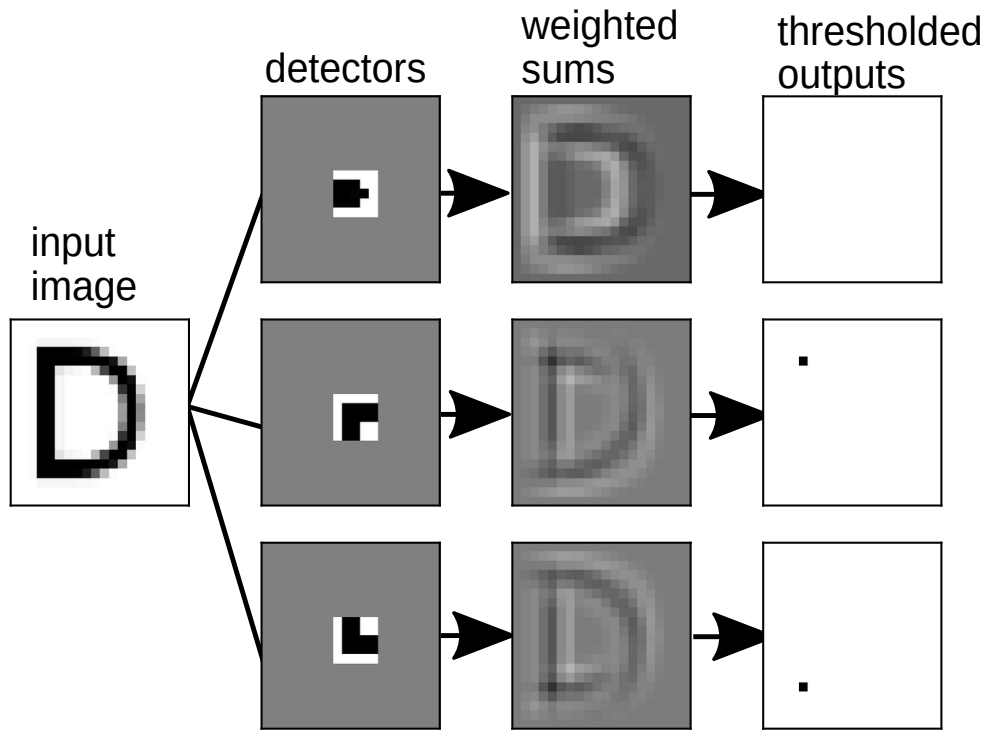 weighted
sums
thresholded
outputs
detectors
input
image
D